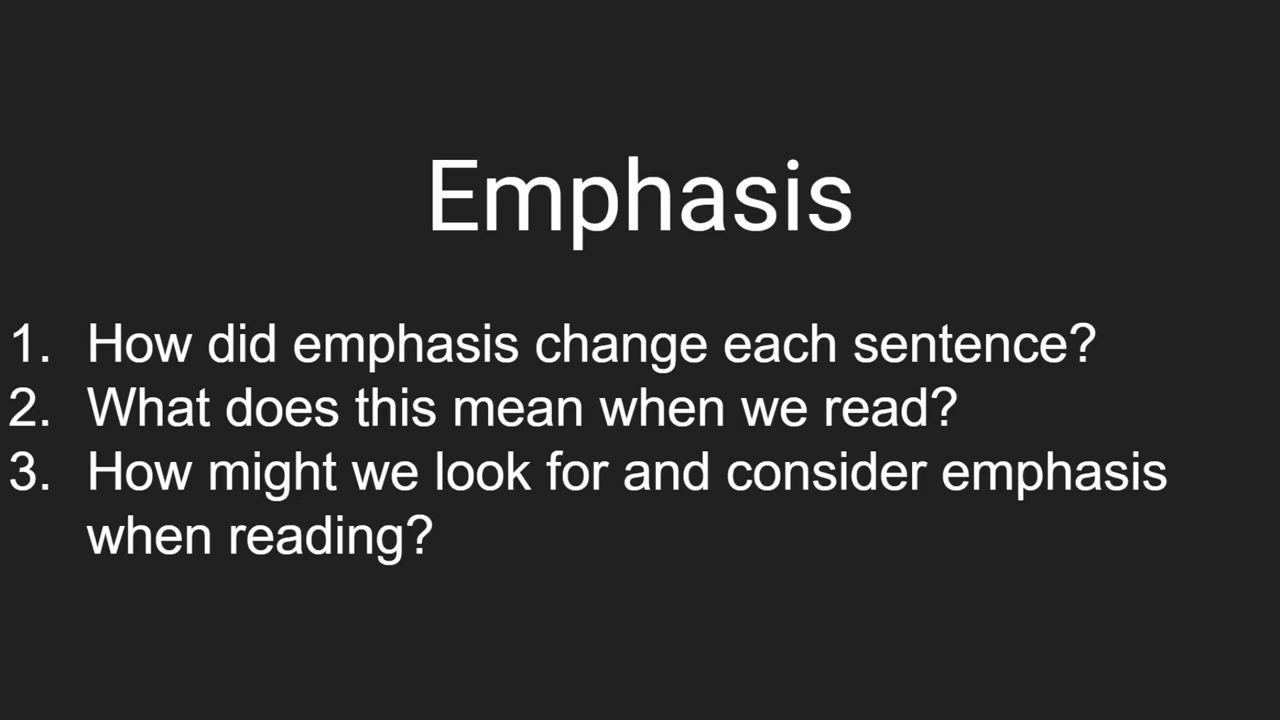 Emphasis
1. How did emphasis change each sentence?
2. What does this mean when we read?
3. How might we look for and consider emphasis
when reading?